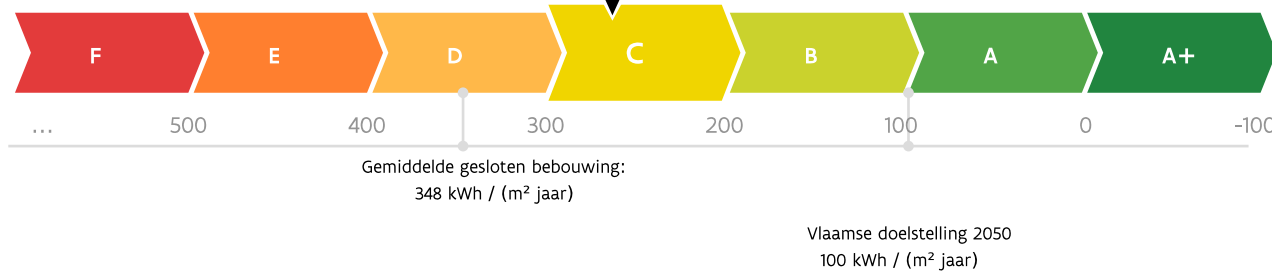 F E D C B A A+
... 500 400 300 200 100 0 -100
Gemiddelde gesloten bebouwing:
348 kWh / (m² jaar)
Vlaamse doelstelling 2050
100 kWh / (m² jaar)